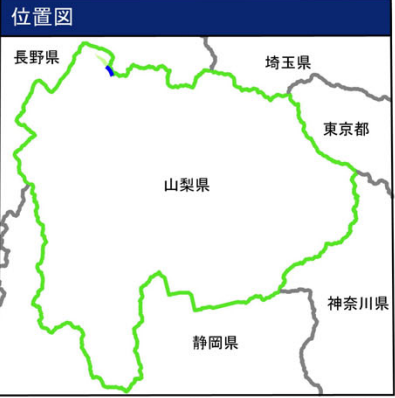 位置図
長野県
埼玉県
東京都
山梨県
神奈川県
静岡県